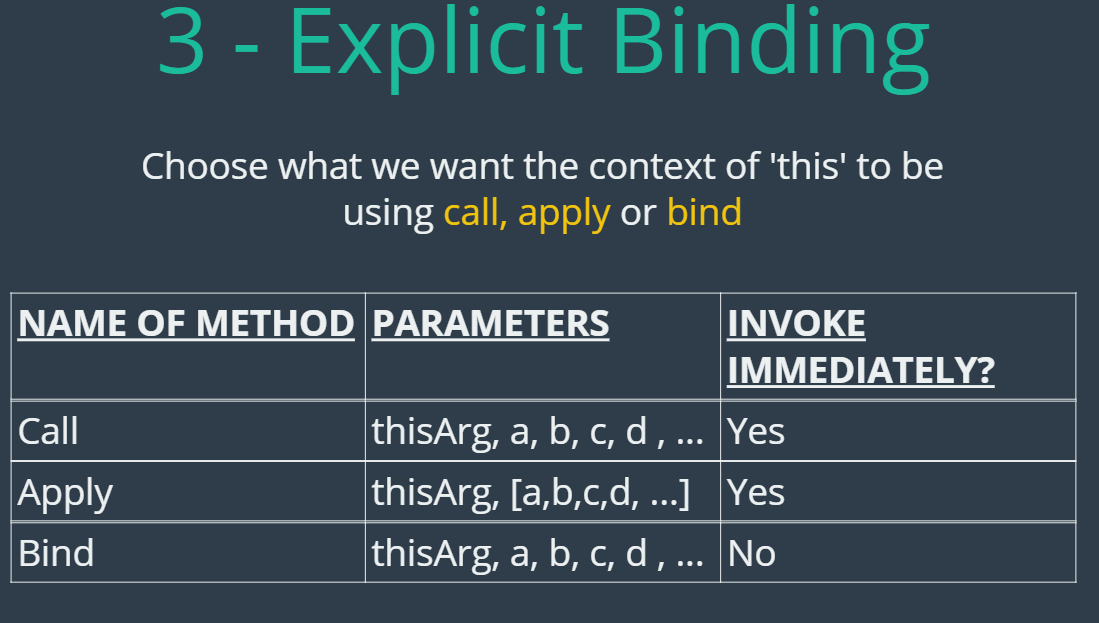 3 - Explicit Binding
Choose what we want the context of 'this' to be
using call, apply or bind
NAME OF METHOD PARAMETERS INVOKE
IMMEDIATELY?
Call thisArg, a, b, c, d , ... Yes
Apply thisArg, [a,b,c,d, ...] Yes
Bind thisArg, a, b, c, d , ... No